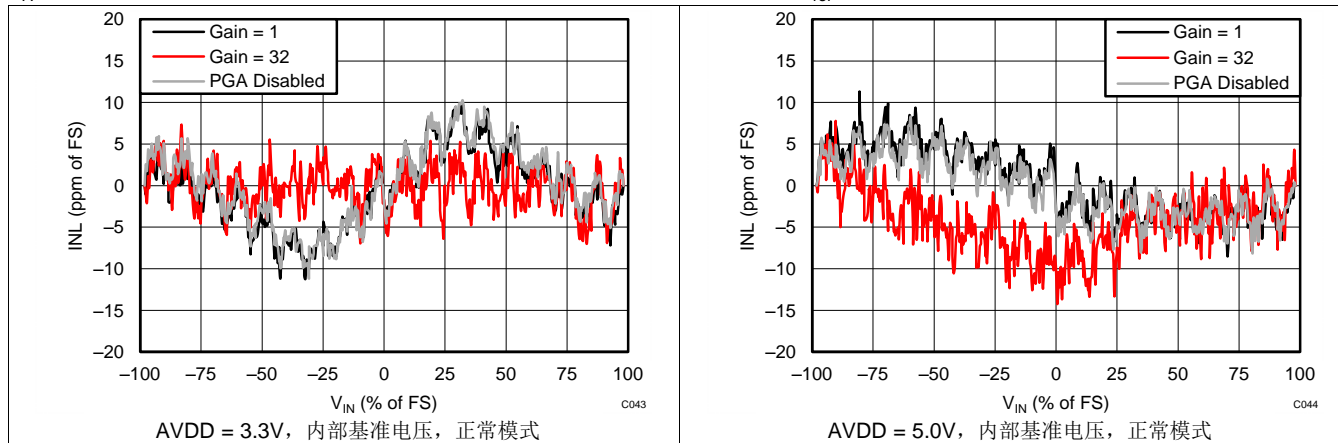 Gain = 1
Gain = 32
PGA Disabled
20
15
10
5
0
–5
–10
–15
–20
INL (ppm of FS)
–100 –75 –50 –25 0 25 50 75 100
VIN (% of FS)
C043
AVDD = 3.3V，内部基准电压，正常模式
Gain = 1
Gain = 32
PGA Disabled
20
15
10
5
0
–5
–10
–15
–20
INL (ppm of FS)
–100 –75 –50 –25 0 25 50 75 100
VIN (% of FS)
C044
AVDD = 5.0V，内部基准电压，正常模式